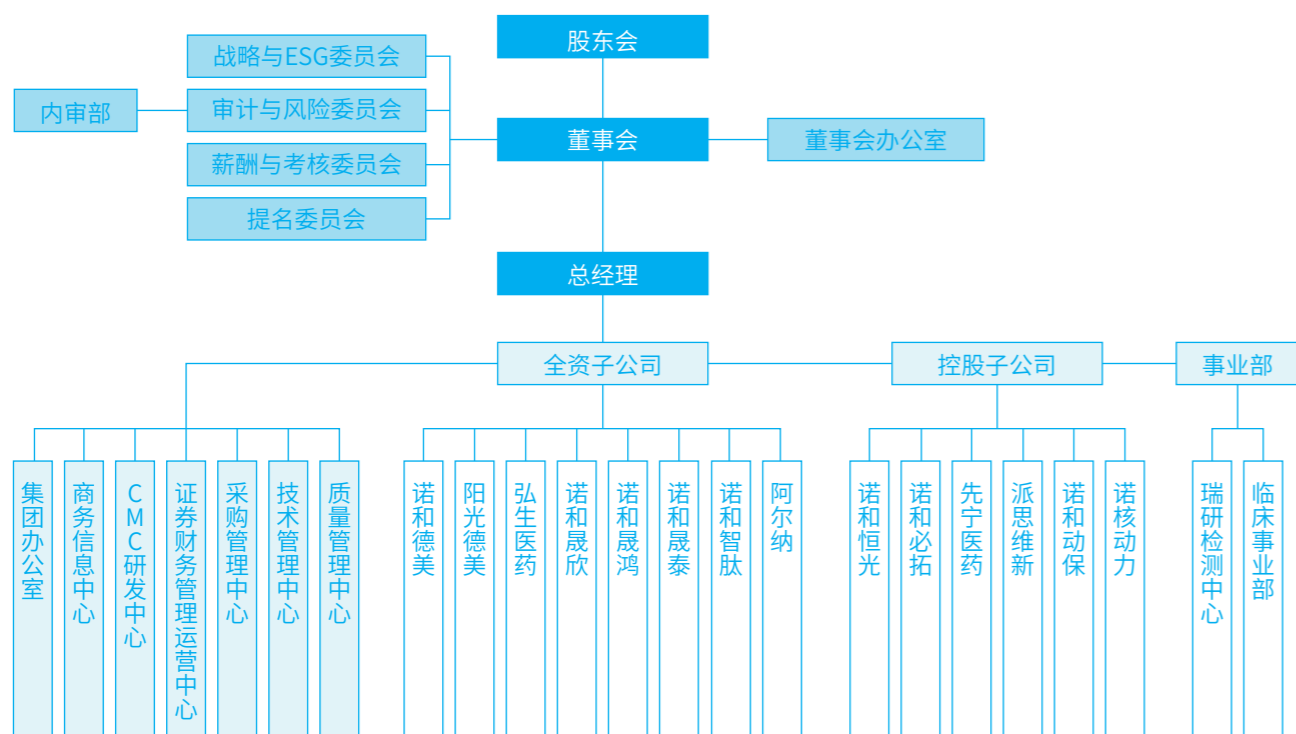 股东会
战略与ESG委员会
审计与风险委员会
内审部
董事会
董事会办公室
薪酬与考核委员会
提名委员会
总经理
全资子公司
控股子公司
事业部
集团办公室
商务信息中心
CMC研发中心
证券财务管理运营中心
采购管理中心
技术管理中心
质量管理中心
诺和德美
阳光德美
弘生医药
诺和晟欣
诺和晟鸿
诺和晟泰
诺和智肽
阿尔纳
诺和恒光
诺和必拓
先宁医药
派思维新
诺和动保
诺核动力
瑞研检测中心
临床事业部